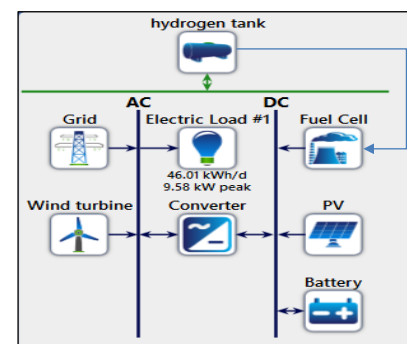 hydrogen tank
AC
DC
Grid
Electric Load #1
Fuel Cell
46.01 kWh/d
9.58 kW peak
Wind turbine
Converter
PV
Battery